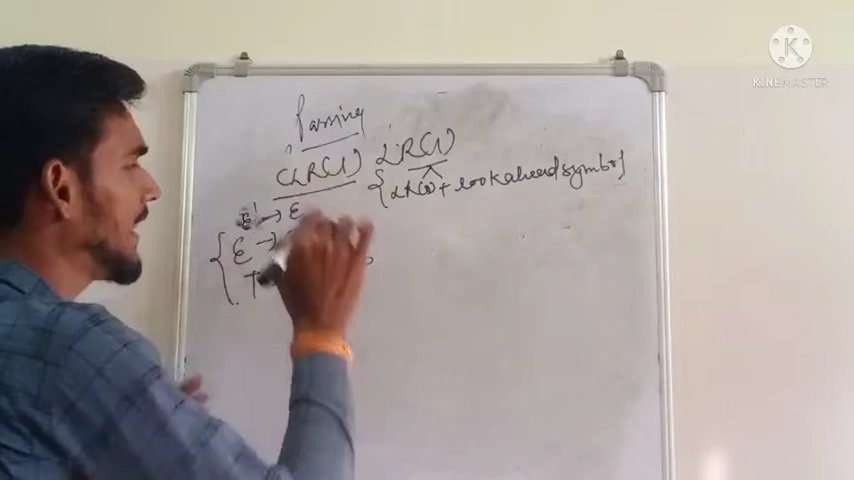 Parsing
CLR(1) LR(1)
{LR(0) + lookahead symbol}
E' → E
E →
T
KINEMASTER